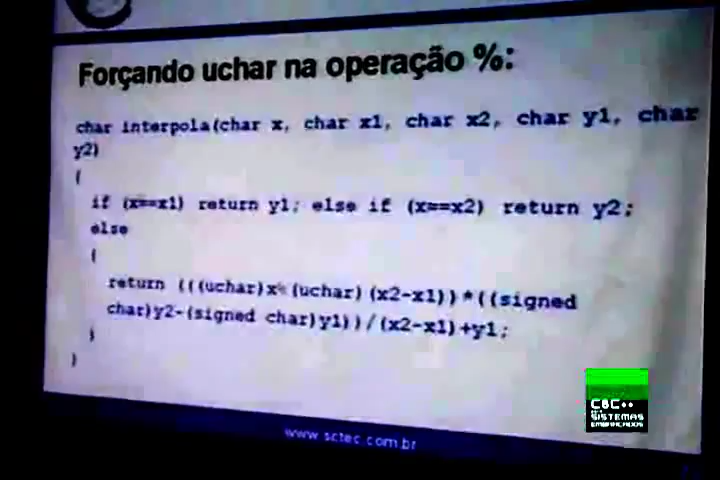 Forçando uchar na operação %:
char interpola(char x, char x1, char x2, char y1, char
y2)
{
if (x==x1) return y1; else if (x==x2) return y2;
else
{
return (((uchar)x%(uchar)(x2-x1))*((signed
char)y2-(signed char)y1))/(x2-x1)+y1;
}
}
www.sctec.com.br
C&C++
SISTEMAS
EMBARCADOS